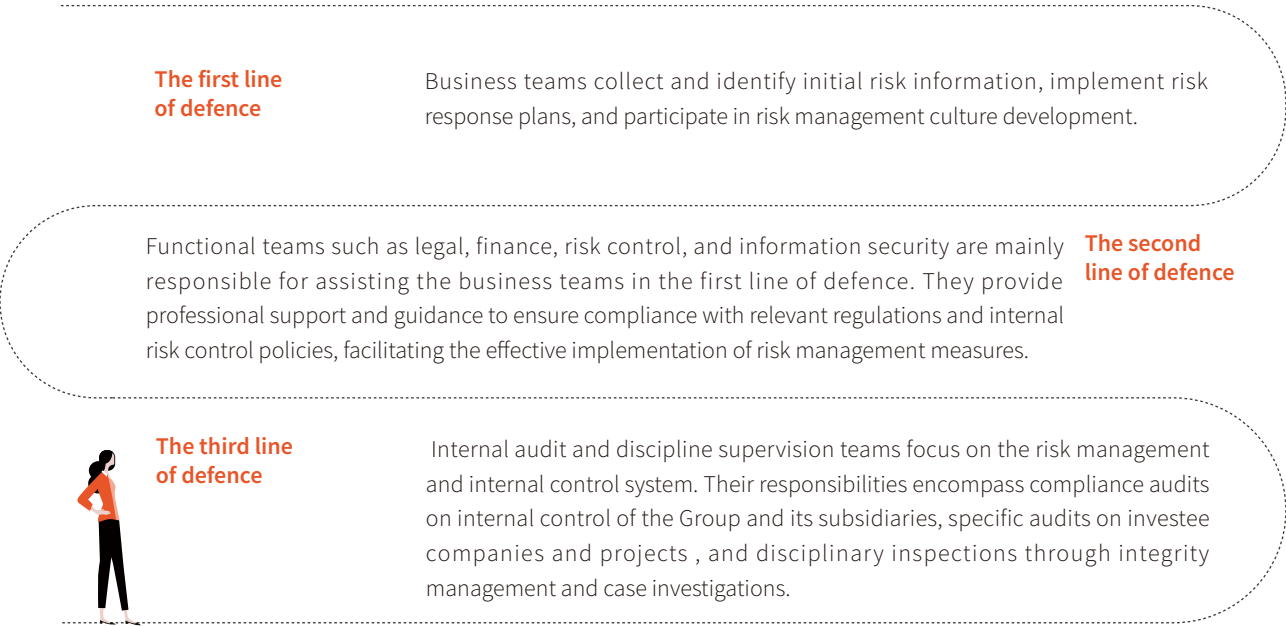 The first line
of defence
Business teams collect and identify initial risk information, implement risk
response plans, and participate in risk management culture development.
Functional teams such as legal, finance, risk control, and information security are mainly
responsible for assisting the business teams in the first line of defence. They provide
professional support and guidance to ensure compliance with relevant regulations and internal
risk control policies, facilitating the effective implementation of risk management measures.
The second
line of defence
The third line
of defence
Internal audit and discipline supervision teams focus on the risk management
and internal control system. Their responsibilities encompass compliance audits
on internal control of the Group and its subsidiaries, specific audits on investee
companies and projects , and disciplinary inspections through integrity
management and case investigations.